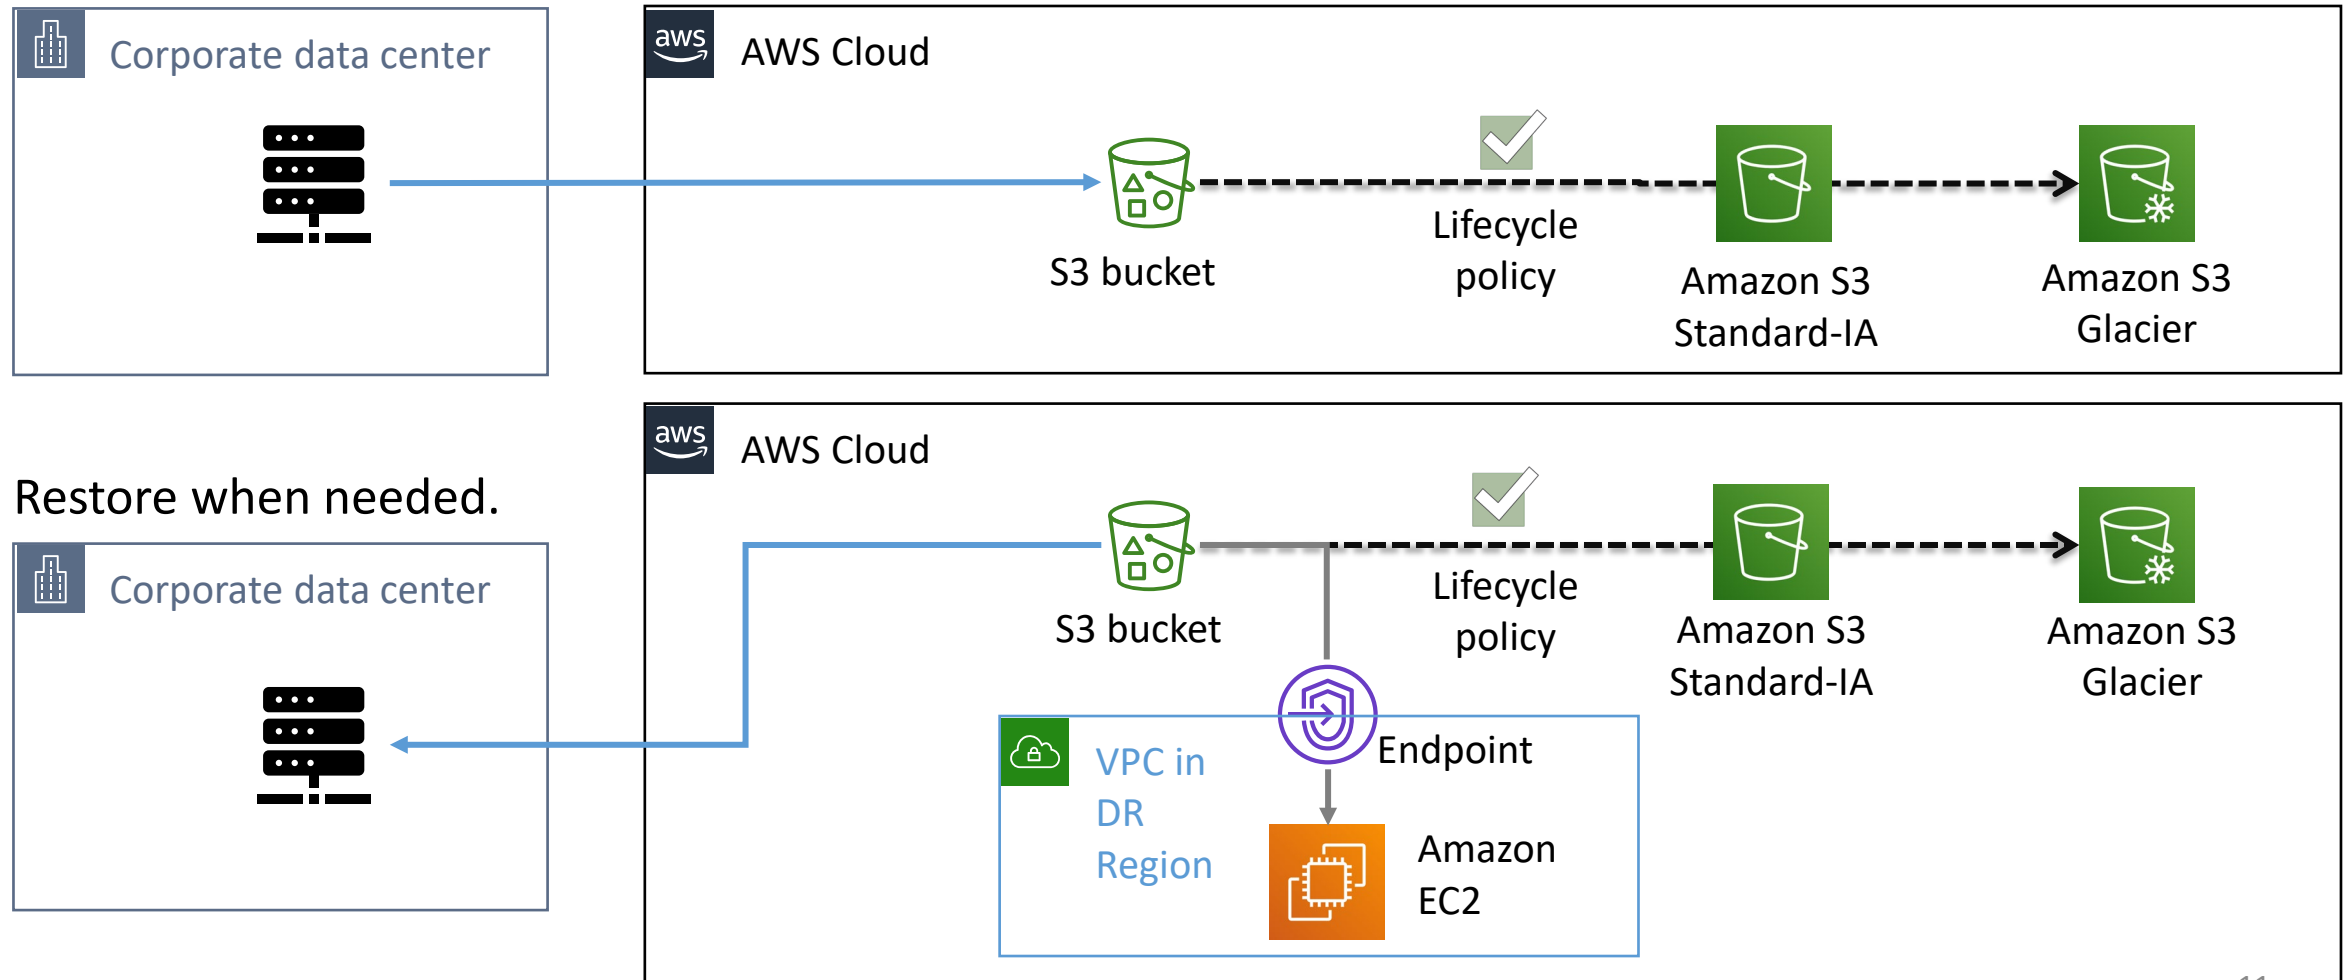 Corporate data center
aws
AWS Cloud
S3 bucket
Lifecycle
policy
Amazon S3
Standard-IA
Amazon S3
Glacier
Restore when needed.
Corporate data center
aws
AWS Cloud
S3 bucket
Lifecycle
policy
Amazon S3
Standard-IA
Amazon S3
Glacier
VPC in
DR
Region
Endpoint
Amazon
EC2